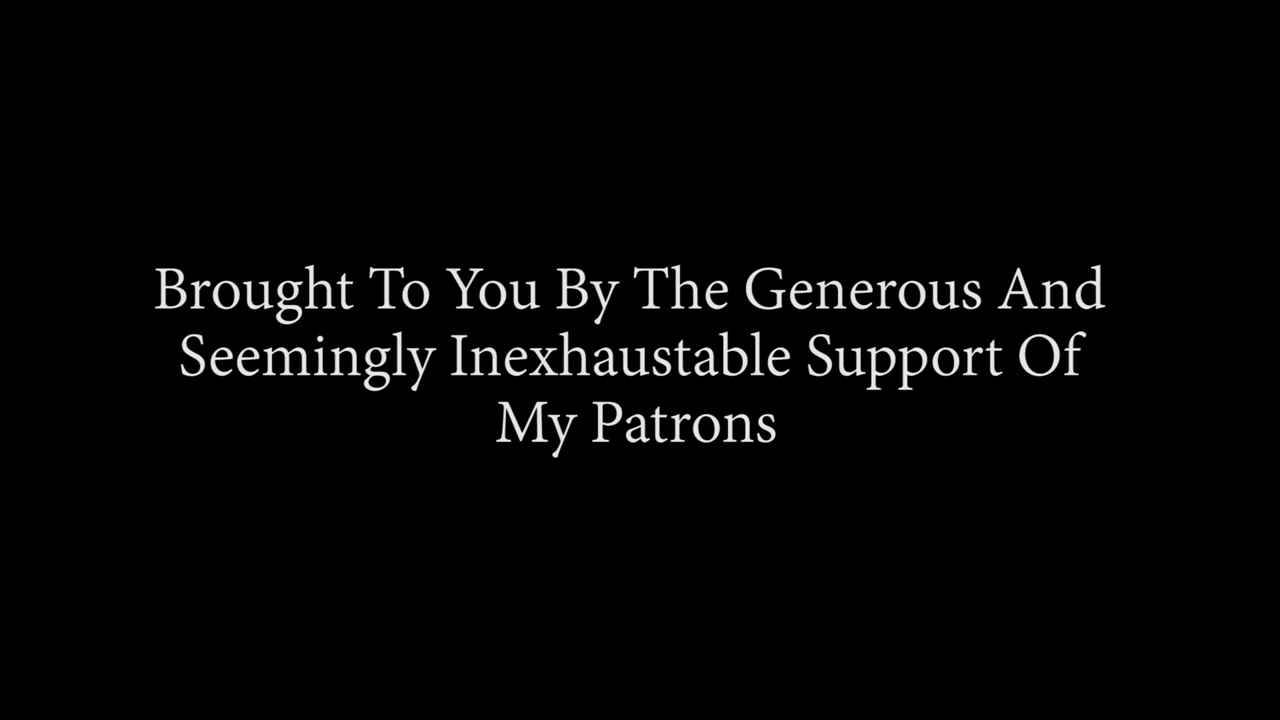 Brought To You By The Generous And
Seemingly Inexhaustable Support Of
My Patrons